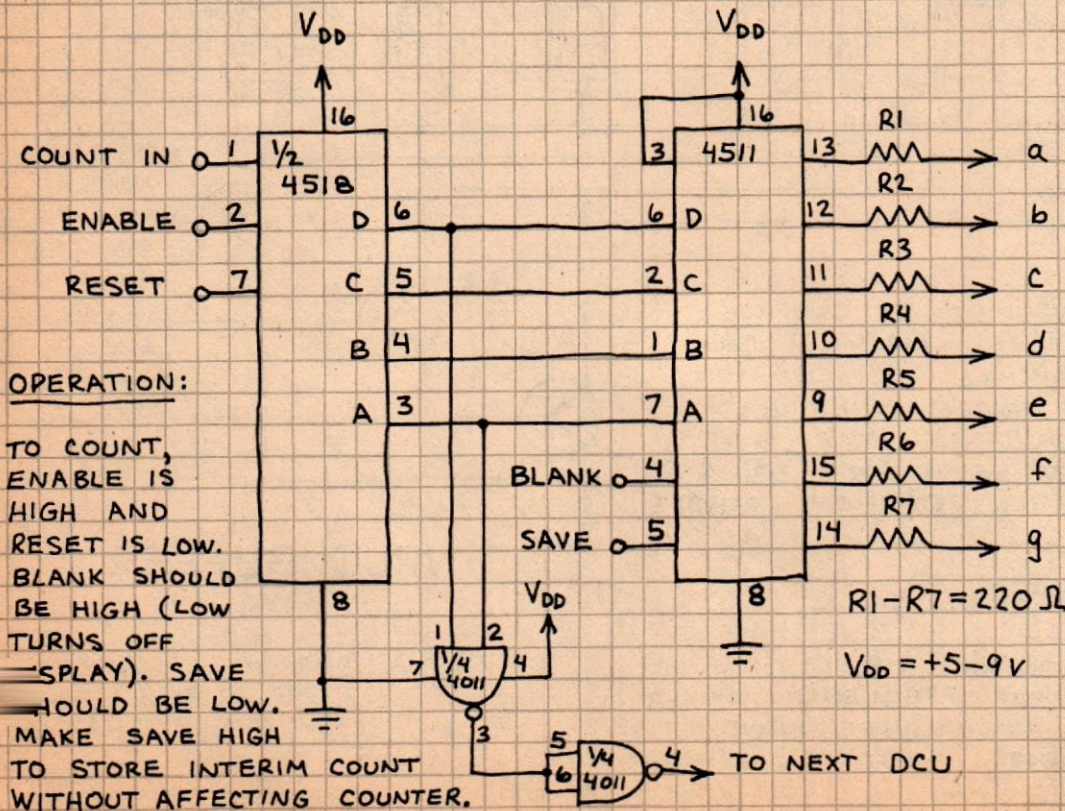 VDD
VDD
16
16
COUNT IN 1
1/2
4518
3
4511
13
R1
a
ENABLE 2
D 6
6 D
12
R2
b
RESET 7
C 5
2 C
11
R3
c
B 4
1 B
10
R4
d
A 3
7 A
9
R5
e
BLANK 4
15
R6
f
SAVE 5
14
R7
g
8
8
R1-R7 = 220 Ω
VDD = +5-9V
OPERATION:
TO COUNT,
ENABLE IS
HIGH AND
RESET IS LOW.
BLANK SHOULD
BE HIGH (LOW
TURNS OFF
SPLAY). SAVE
HOULD BE LOW.
MAKE SAVE HIGH
TO STORE INTERIM COUNT
WITHOUT AFFECTING COUNTER.
VDD
1
2
7
1/4
4011
4
3
5
6
1/4
4011
4
TO NEXT DCU